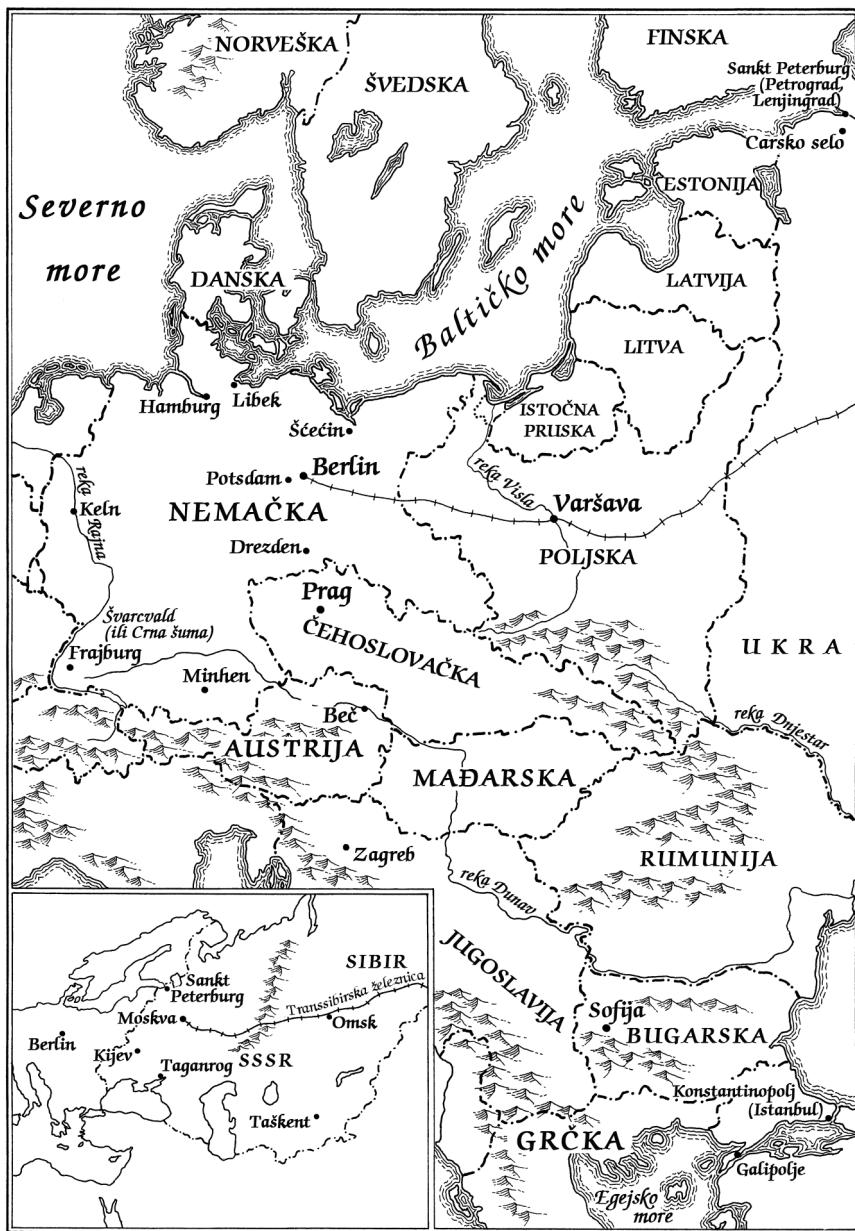 NORVEŠKA
ŠVEDSKA
FINSKA
Sankt Peterburg
(Petrograd,
Lenjingrad)
Carsko selo
ESTONIJA
Severno
more
Baltičko more
DANSKA
LATVIJA
LITVA
Hamburg
Libek
ISTOČNA
PRUSKA
Šćećin
reka
Rajna
Potsdam
Berlin
reka Visla
Keln
NEMAČKA
Varšava
Drezden
POLJSKA
Prag
Švarcvald
(ili Crna šuma)
ČEHOSLOVAČKA
UKRA
Frajburg
Minhen
Beč
reka Dnjestar
AUSTRIJA
MAĐARSKA
Zagreb
RUMUNIJA
reka Dunav
JUGOSLAVIJA
Sofija
BUGARSKA
Konstantinopolj
(Istanbul)
GRČKA
Galipolje
Egejsko
more
SIBIR
Sankt
Peterburg
Transsibirska železnica
Moskva
Omsk
Berlin
Kijev
SSSR
Taganrog
Taškent